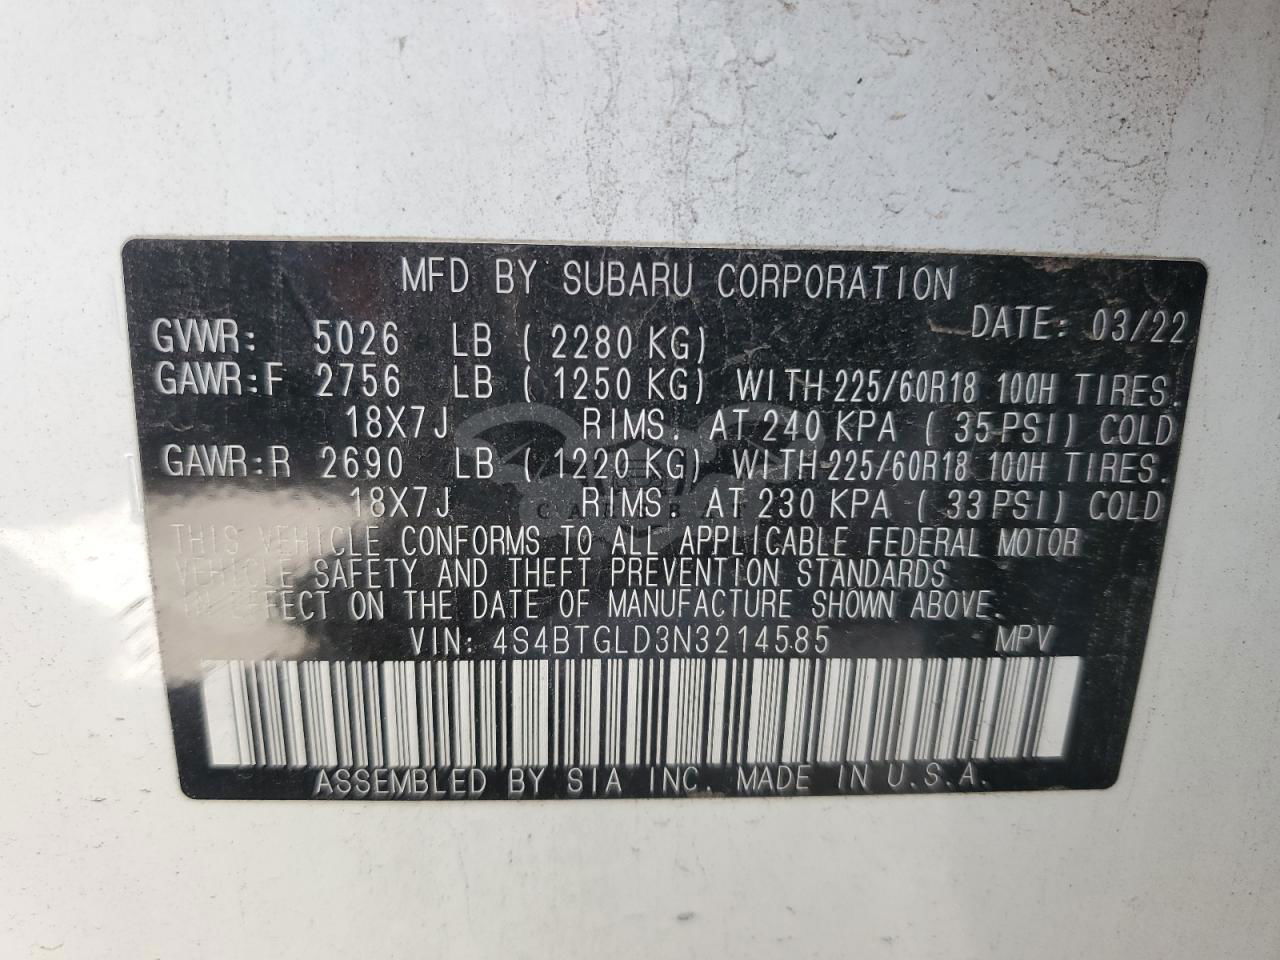 MFD BY SUBARU CORPORATION
DATE: 03/22
GVWR: 5026 LB ( 2280 KG)
GAWR:F 2756 LB ( 1250 KG) WITH 225/60R18 100H TIRES.
18X7J RIMS. AT 240 KPA ( 35 PSI) COLD
GAWR:R 2690 LB ( 1220 KG) WITH 225/60R18 100H TIRES.
18X7J RIMS. AT 230 KPA ( 33 PSI) COLD
THIS VEHICLE CONFORMS TO ALL APPLICABLE FEDERAL MOTOR
VEHICLE SAFETY AND THEFT PREVENTION STANDARDS
IN EFFECT ON THE DATE OF MANUFACTURE SHOWN ABOVE.
VIN: 4S4BTGLD3N3214585 MPV
ASSEMBLED BY SIA INC. MADE IN U.S.A.